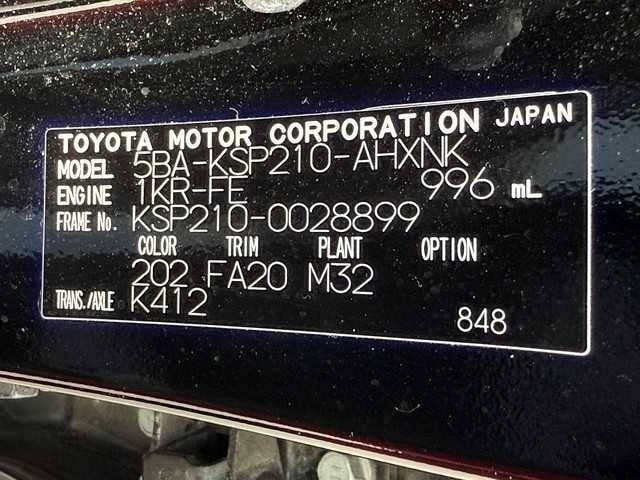 TOYOTA MOTOR CORPORATION JAPAN
MODEL 5BA-KSP210-AHXNK
ENGINE 1KR-FE 996 mL
FRAME No. KSP210-0028899
COLOR TRIM PLANT OPTION
202 FA20 M32
TRANS./AXLE K412
848